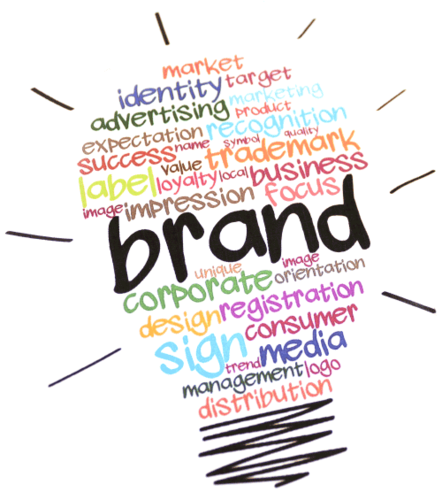 market
identity target
advertising marketing
product
expectation recognition
success name symbol quality
value trademark
label loyalty local business
image impression focus
brand
unique image
corporate orientation
design registration
sign consumer
trend media
management logo
distribution